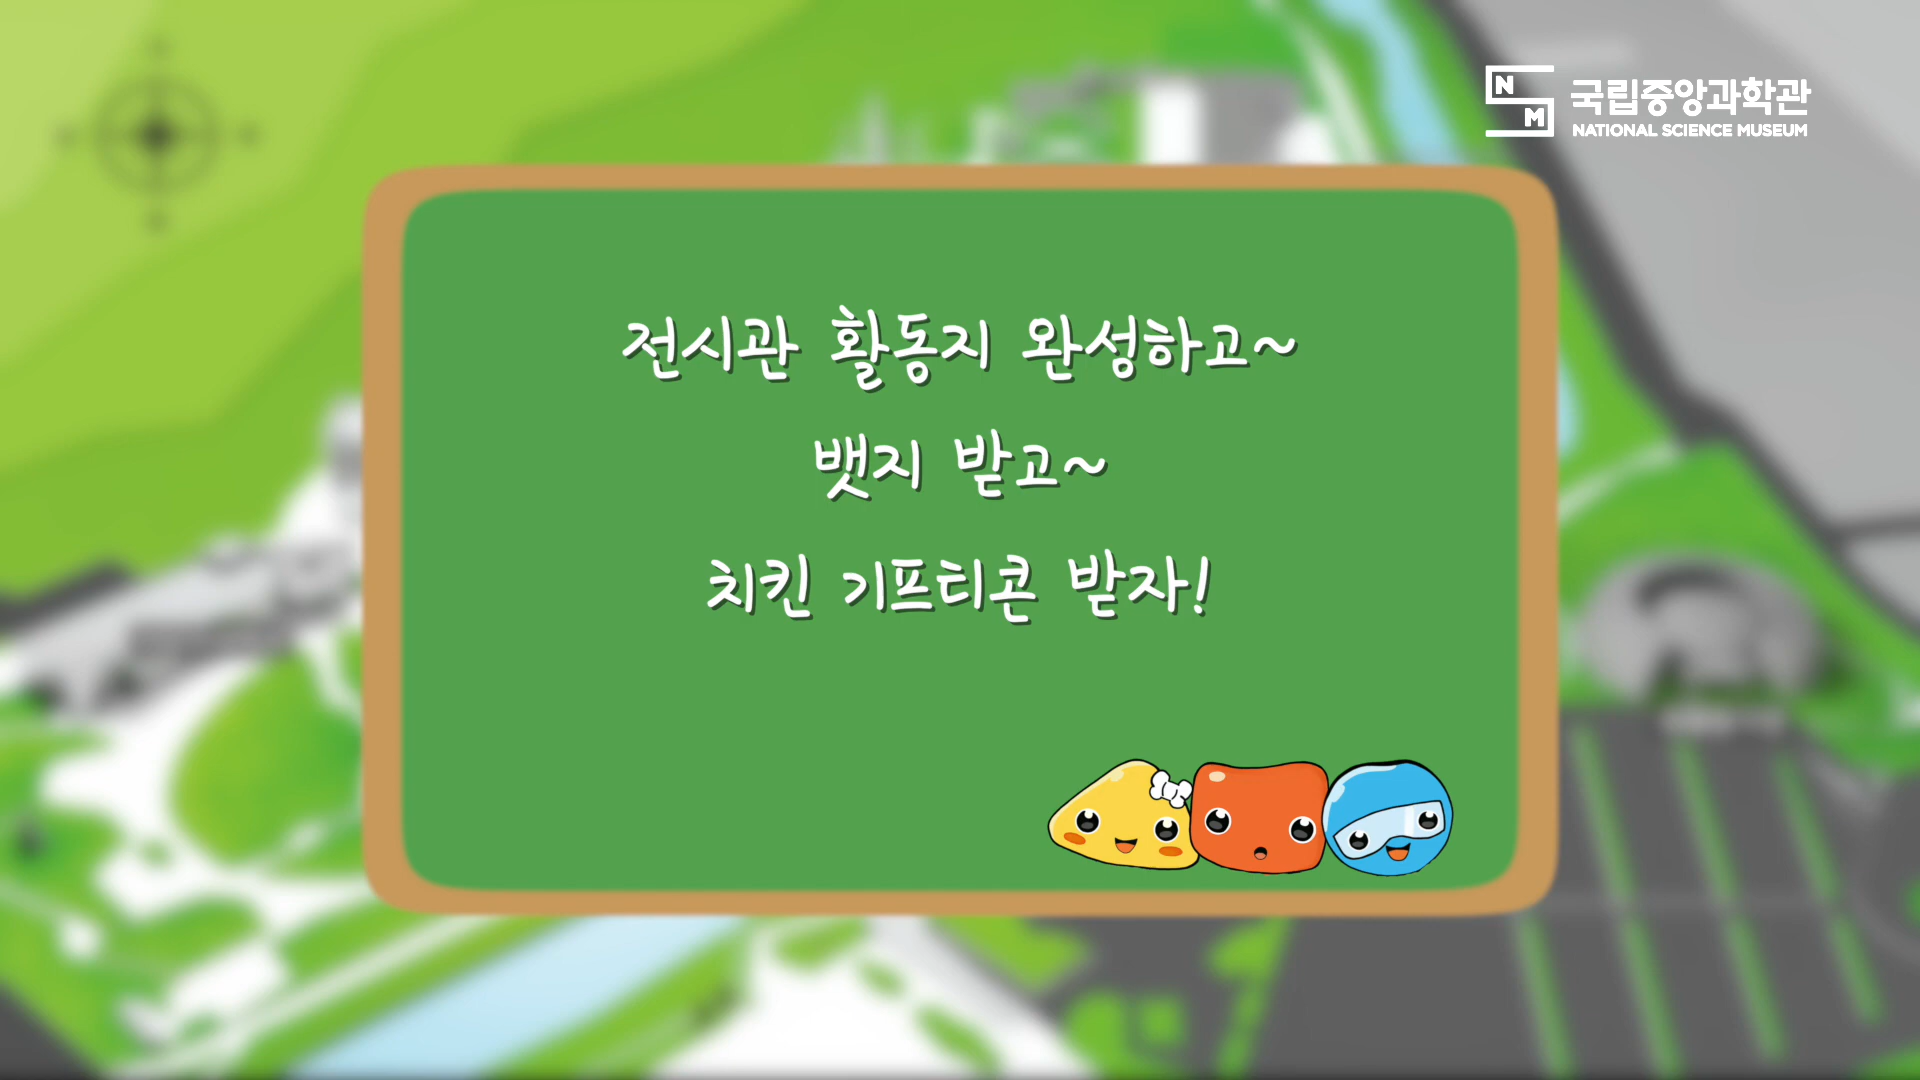 NSM
국립중앙과학관
NATIONAL SCIENCE MUSEUM
전시관 활동지 완성하고~
뱃지 받고~
치킨 기프티콘 받자!